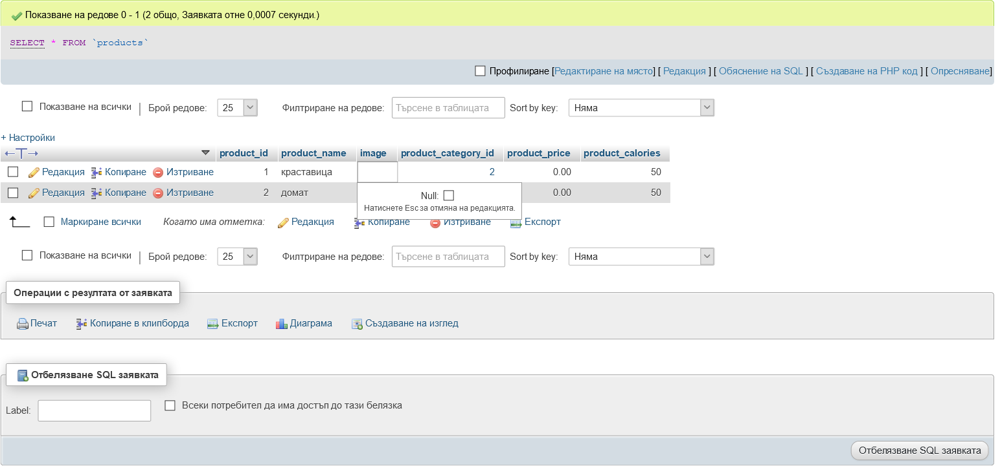 Показване на редове 0 - 1 (2 общо, Заявката отне 0,0007 секунди.)
SELECT * FROM `products`
Профилиране [Редактиране на място] [ Редакция ] [ Обяснение на SQL ] [ Създаване на PHP код ] [ Опресняване]
Показване на всички | Брой редове: 25 Филтриране на редове: Търсене в таблицата Sort by key: Няма
+ Настройки
←T→ product_id product_name image product_category_id product_price product_calories
Редакция Копиране Изтриване 1 краставица 2 0.00 50
Редакция Копиране Изтриване 2 домат 0.00 50
Null:
Натиснете Esc за отмяна на редакцията.
Маркиране всички Когато има отметка: Редакция Копиране Изтриване Експорт
Показване на всички | Брой редове: 25 Филтриране на редове: Търсене в таблицата Sort by key: Няма
Операции с резултата от заявката
Печат Копиране в клипборда Експорт Диаграма Създаване на изглед
Отбелязване SQL заявката
Label: Всеки потребител да има достъп до тази белязка
Отбелязване SQL заявката